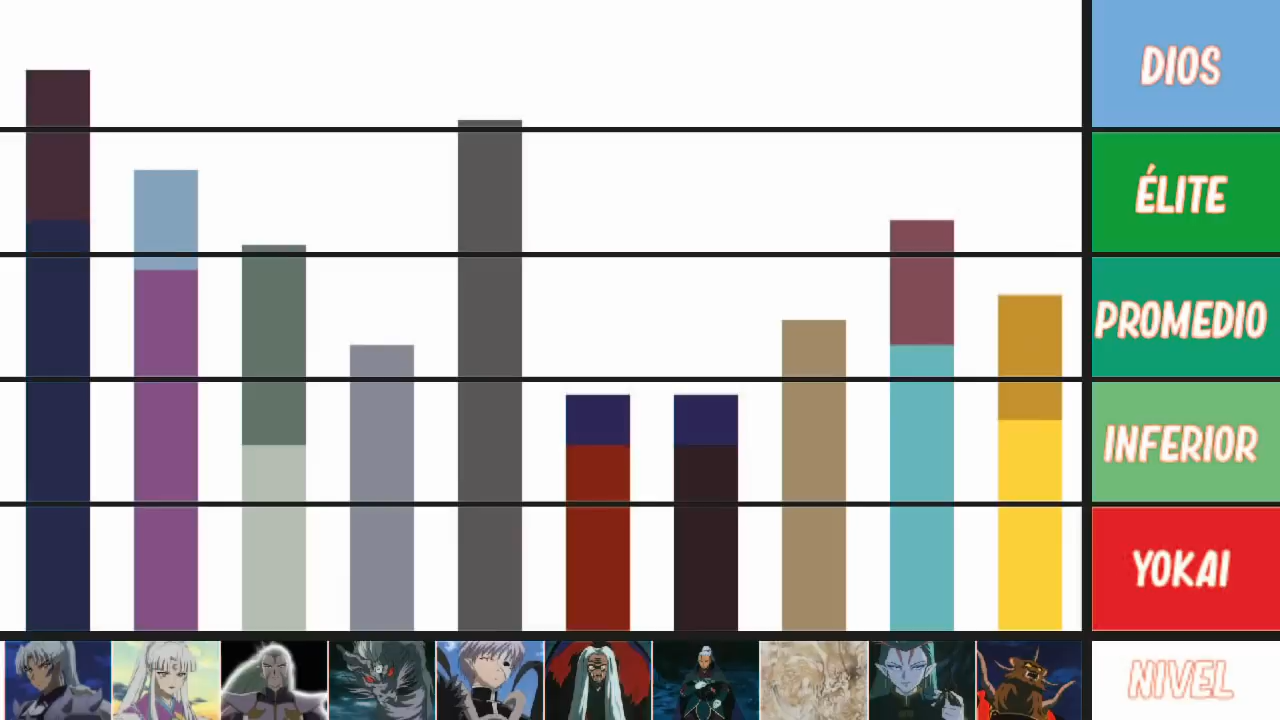 DIOS
ÉLITE
PROMEDIO
INFERIOR
YOKAI
NIVEL